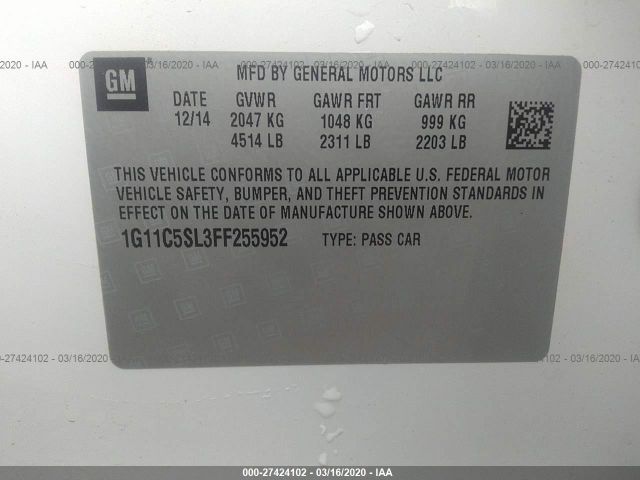 000-27424102 - 03/16/2020 - IAA
GM
MFD BY GENERAL MOTORS LLC
DATE GVWR GAWR FRT GAWR RR
12/14 2047 KG 1048 KG 999 KG
4514 LB 2311 LB 2203 LB
THIS VEHICLE CONFORMS TO ALL APPLICABLE U.S. FEDERAL MOTOR
VEHICLE SAFETY, BUMPER, AND THEFT PREVENTION STANDARDS IN
EFFECT ON THE DATE OF MANUFACTURE SHOWN ABOVE.
1G11C5SL3FF255952 TYPE: PASS CAR
000-27424102 - 03/16/2020 - IAA
000-27424102 - 03/16/2020 - IAA